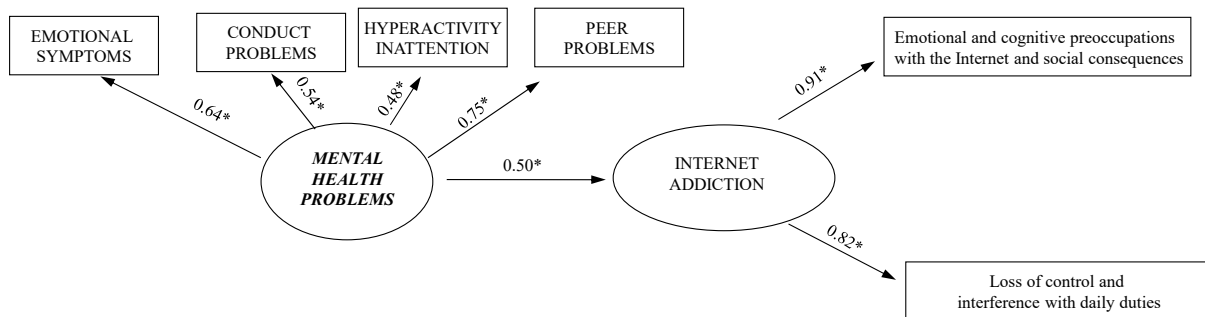 EMOTIONAL
SYMPTOMS
CONDUCT
PROBLEMS
HYPERACTIVITY
INATTENTION
PEER
PROBLEMS
Emotional and cognitive preoccupations
with the Internet and social consequences
0.64*
0.54*
0.48*
0.75*
0.91*
MENTAL
HEALTH
PROBLEMS
0.50*
INTERNET
ADDICTION
0.82*
Loss of control and
interference with daily duties